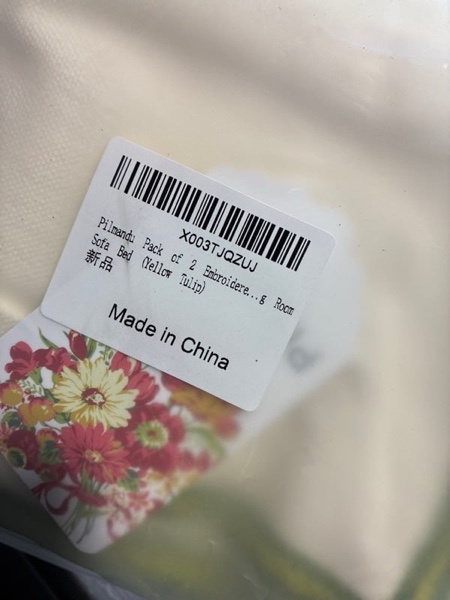 X003TJQZUJ
Pilmandu Pack of 2 Embroidere...g Room
Sofa Bed (Yellow Tulip)
新品
Made in China